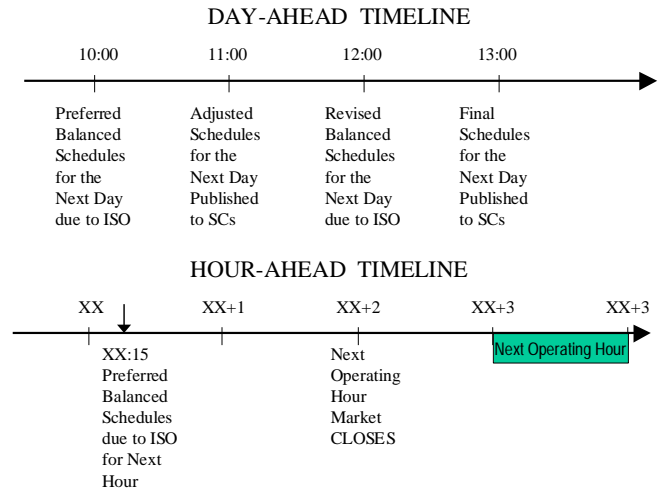 DAY-AHEAD TIMELINE
10:00 11:00 12:00 13:00
Preferred Adjusted Revised Final
Balanced Schedules Balanced Schedules
Schedules for the Schedules for the
for the Next Day for the Next Day
Next Day Published Next Day Published
due to ISO to SCs due to ISO to SCs
HOUR-AHEAD TIMELINE
XX XX+1 XX+2 XX+3 XX+3
XX:15 Next Next Operating Hour
Preferred Operating
Balanced Hour
Schedules Market
due to ISO CLOSES
for Next
Hour